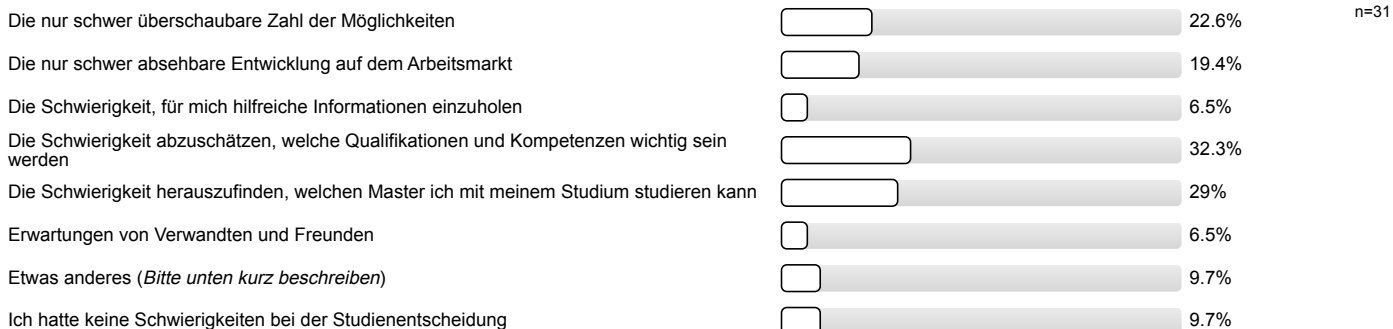 Die nur schwer überschaubare Zahl der Möglichkeiten 22.6% n=31
Die nur schwer absehbare Entwicklung auf dem Arbeitsmarkt 19.4%
Die Schwierigkeit, für mich hilfreiche Informationen einzuholen 6.5%
Die Schwierigkeit abzuschätzen, welche Qualifikationen und Kompetenzen wichtig sein
werden 32.3%
Die Schwierigkeit herauszufinden, welchen Master ich mit meinem Studium studieren kann 29%
Erwartungen von Verwandten und Freunden 6.5%
Etwas anderes (Bitte unten kurz beschreiben) 9.7%
Ich hatte keine Schwierigkeiten bei der Studienentscheidung 9.7%